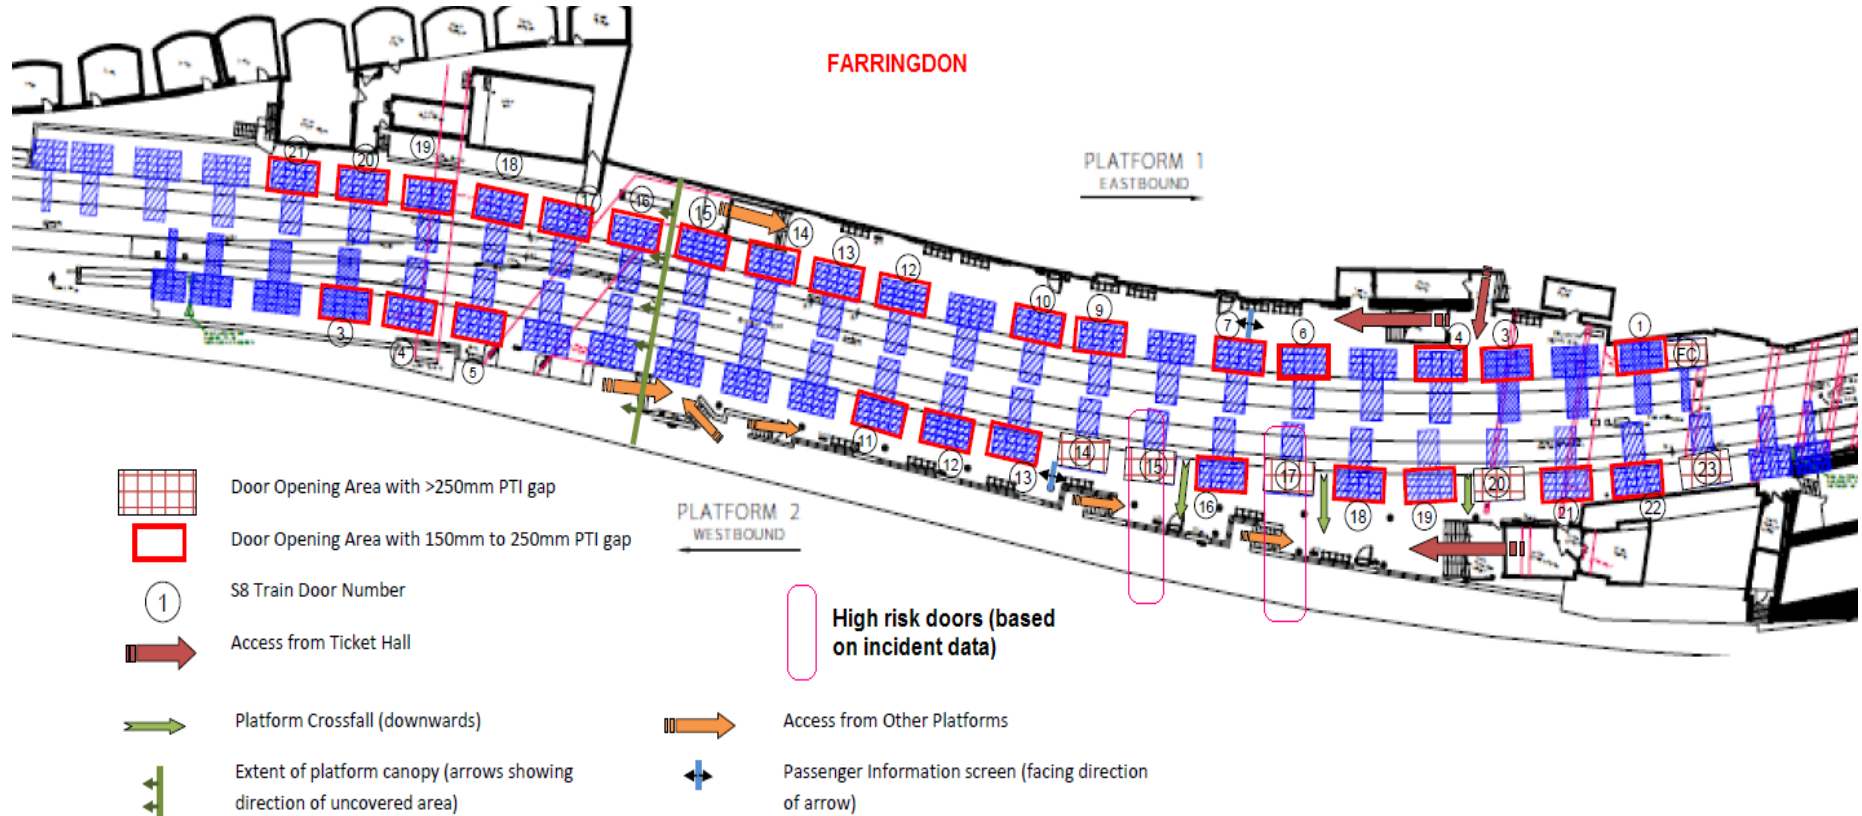 FARRINGDON
PLATFORM 1
EASTBOUND
21
20
19
18
17
16
15
14
13
12
10
9
7
6
4
3
1
FC
3
4
5
11
12
13
14
15
16
17
18
19
20
21
22
23
PLATFORM 2
WESTBOUND
Door Opening Area with >250mm PTI gap
Door Opening Area with 150mm to 250mm PTI gap
1
S8 Train Door Number
Access from Ticket Hall
High risk doors (based
on incident data)
Platform Crossfall (downwards)
Access from Other Platforms
Extent of platform canopy (arrows showing
direction of uncovered area)
Passenger Information screen (facing direction
of arrow)